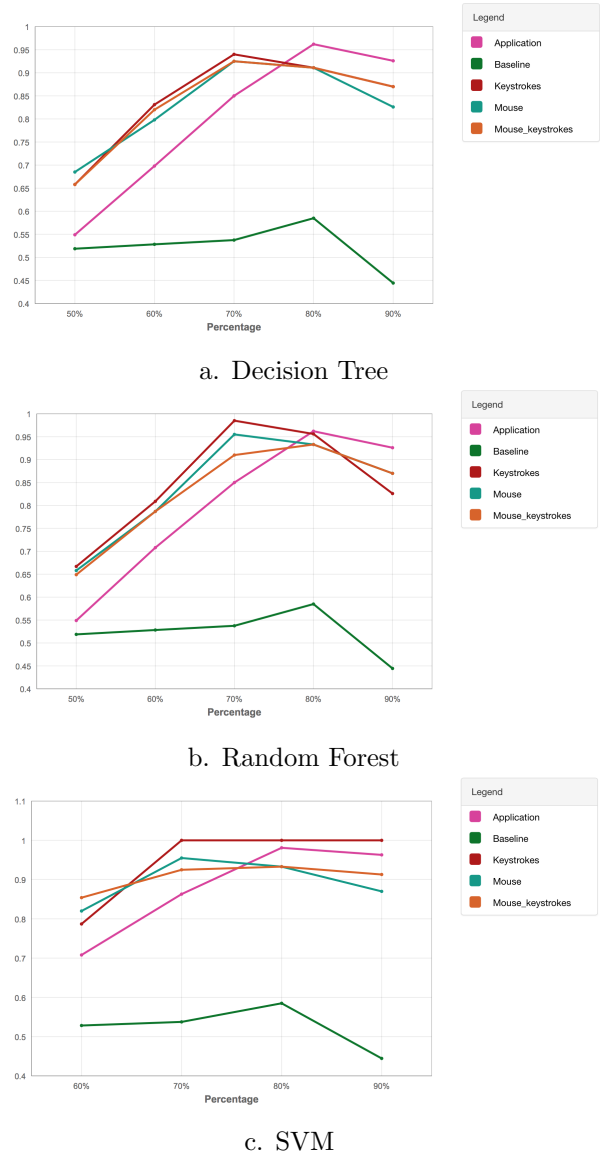 Legend
Application
Baseline
Keystrokes
Mouse
Mouse_keystrokes
1
0.95
0.9
0.85
0.8
0.75
0.7
0.65
0.6
0.55
0.5
0.45
0.4
50% 60% 70% 80% 90%
Percentage
a. Decision Tree
Legend
Application
Baseline
Keystrokes
Mouse
Mouse_keystrokes
1
0.95
0.9
0.85
0.8
0.75
0.7
0.65
0.6
0.55
0.5
0.45
0.4
50% 60% 70% 80% 90%
Percentage
b. Random Forest
Legend
Application
Baseline
Keystrokes
Mouse
Mouse_keystrokes
1.1
1
0.9
0.8
0.7
0.6
0.5
0.4
60% 70% 80% 90%
Percentage
c. SVM